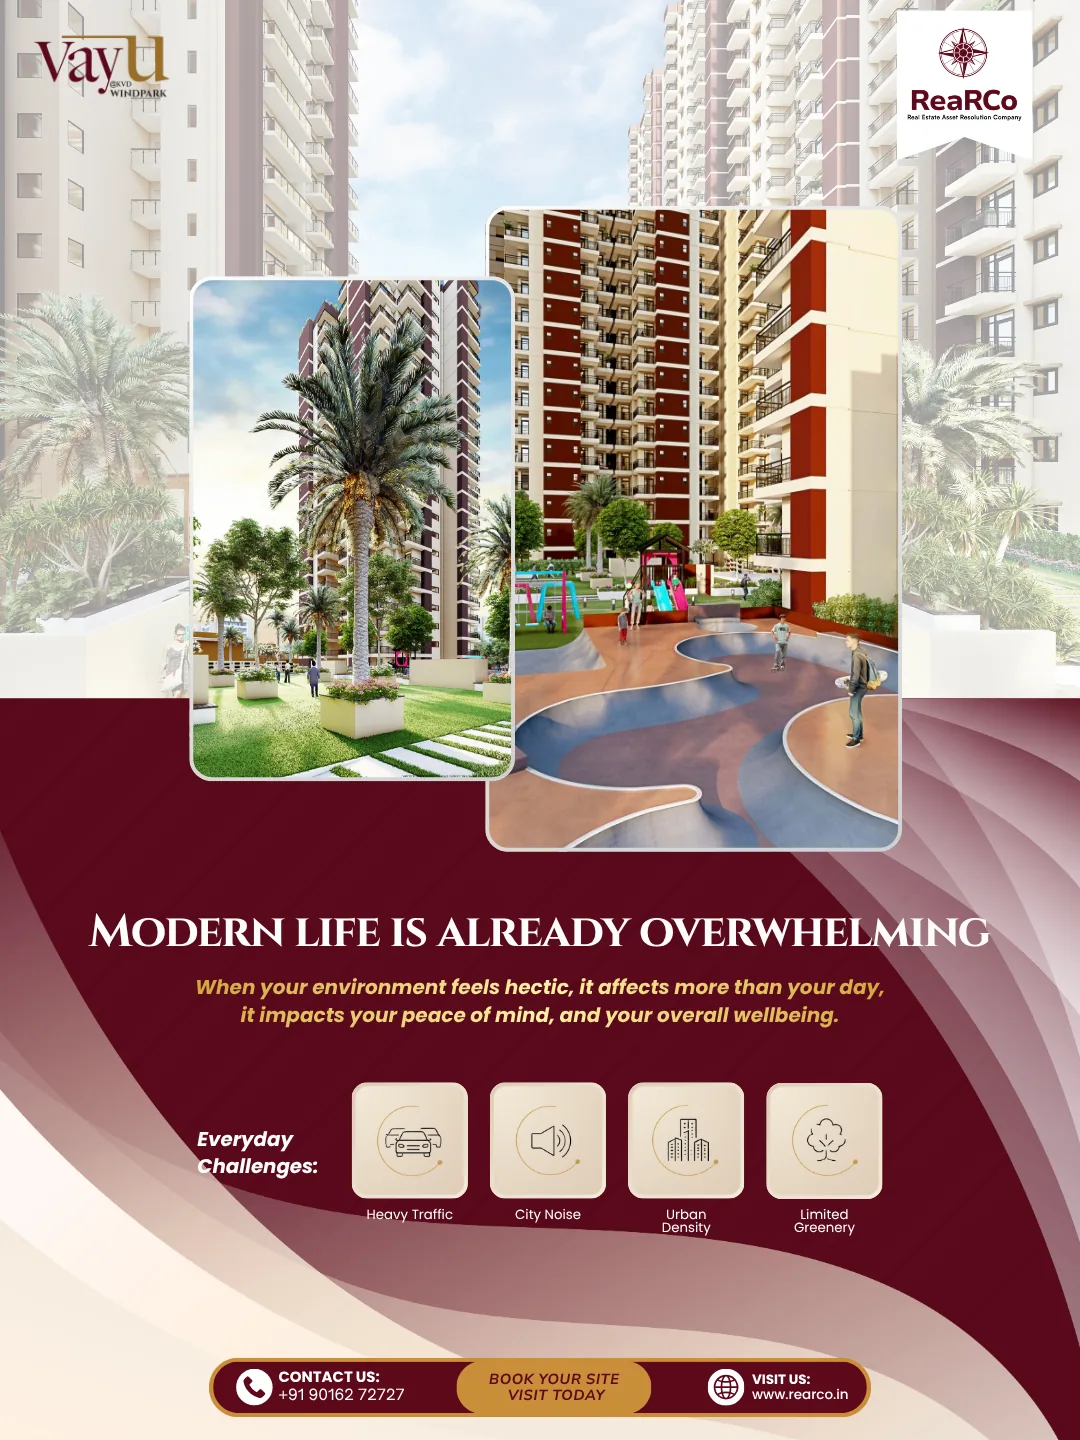 Vayu
@KVD
WINDPARK
ReaRCo
Real Estate Asset Resolution Company
Modern life is already overwhelming
When your environment feels hectic, it affects more than your day,
it impacts your peace of mind, and your overall wellbeing.
Everyday
Challenges:
Heavy Traffic
City Noise
Urban
Density
Limited
Greenery
CONTACT US:
+91 90162 72727
BOOK YOUR SITE
VISIT TODAY
VISIT US:
www.rearco.in